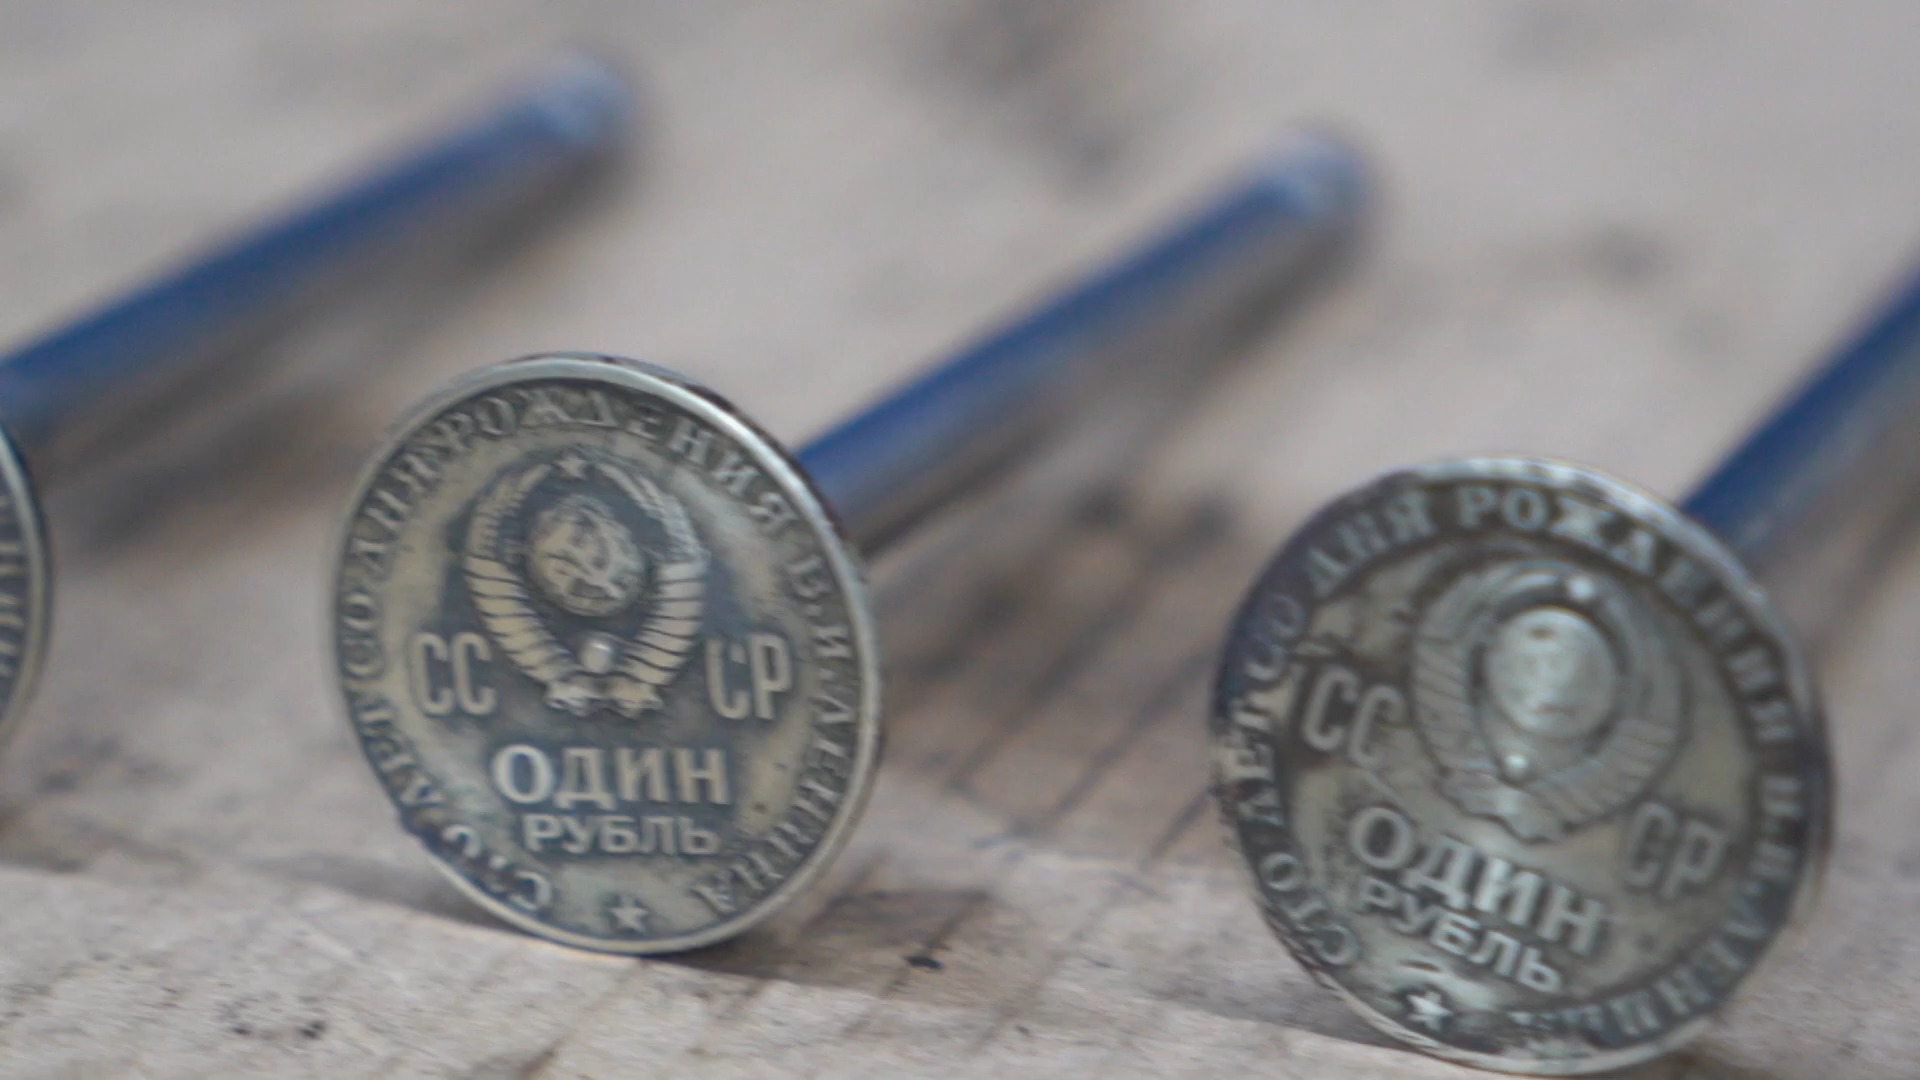 СТО ЛЕТ СО ДНЯ РОЖДЕНИЯ В.И.ЛЕНИНА
СС СР
ОДИН
РУБЛЬ
СТО ЛЕТ СО ДНЯ РОЖДЕНИЯ В.И.ЛЕНИНА
СС СР
ОДИН
РУБЛЬ